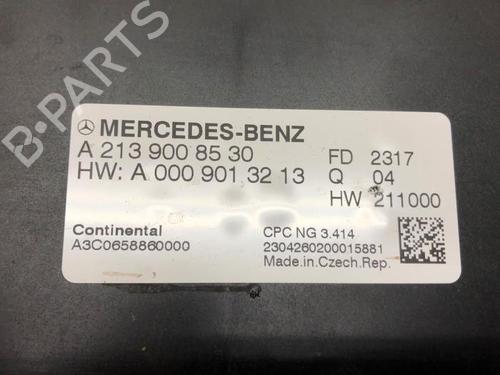 MERCEDES-BENZ
A 213 900 85 30
HW: A 000 901 32 13
FD 2317
Q 04
HW 211000
Continental
A3C0658860000
CPC NG 3.414
2304260200015881
Made.in.Czech.Rep.
B-PARTS